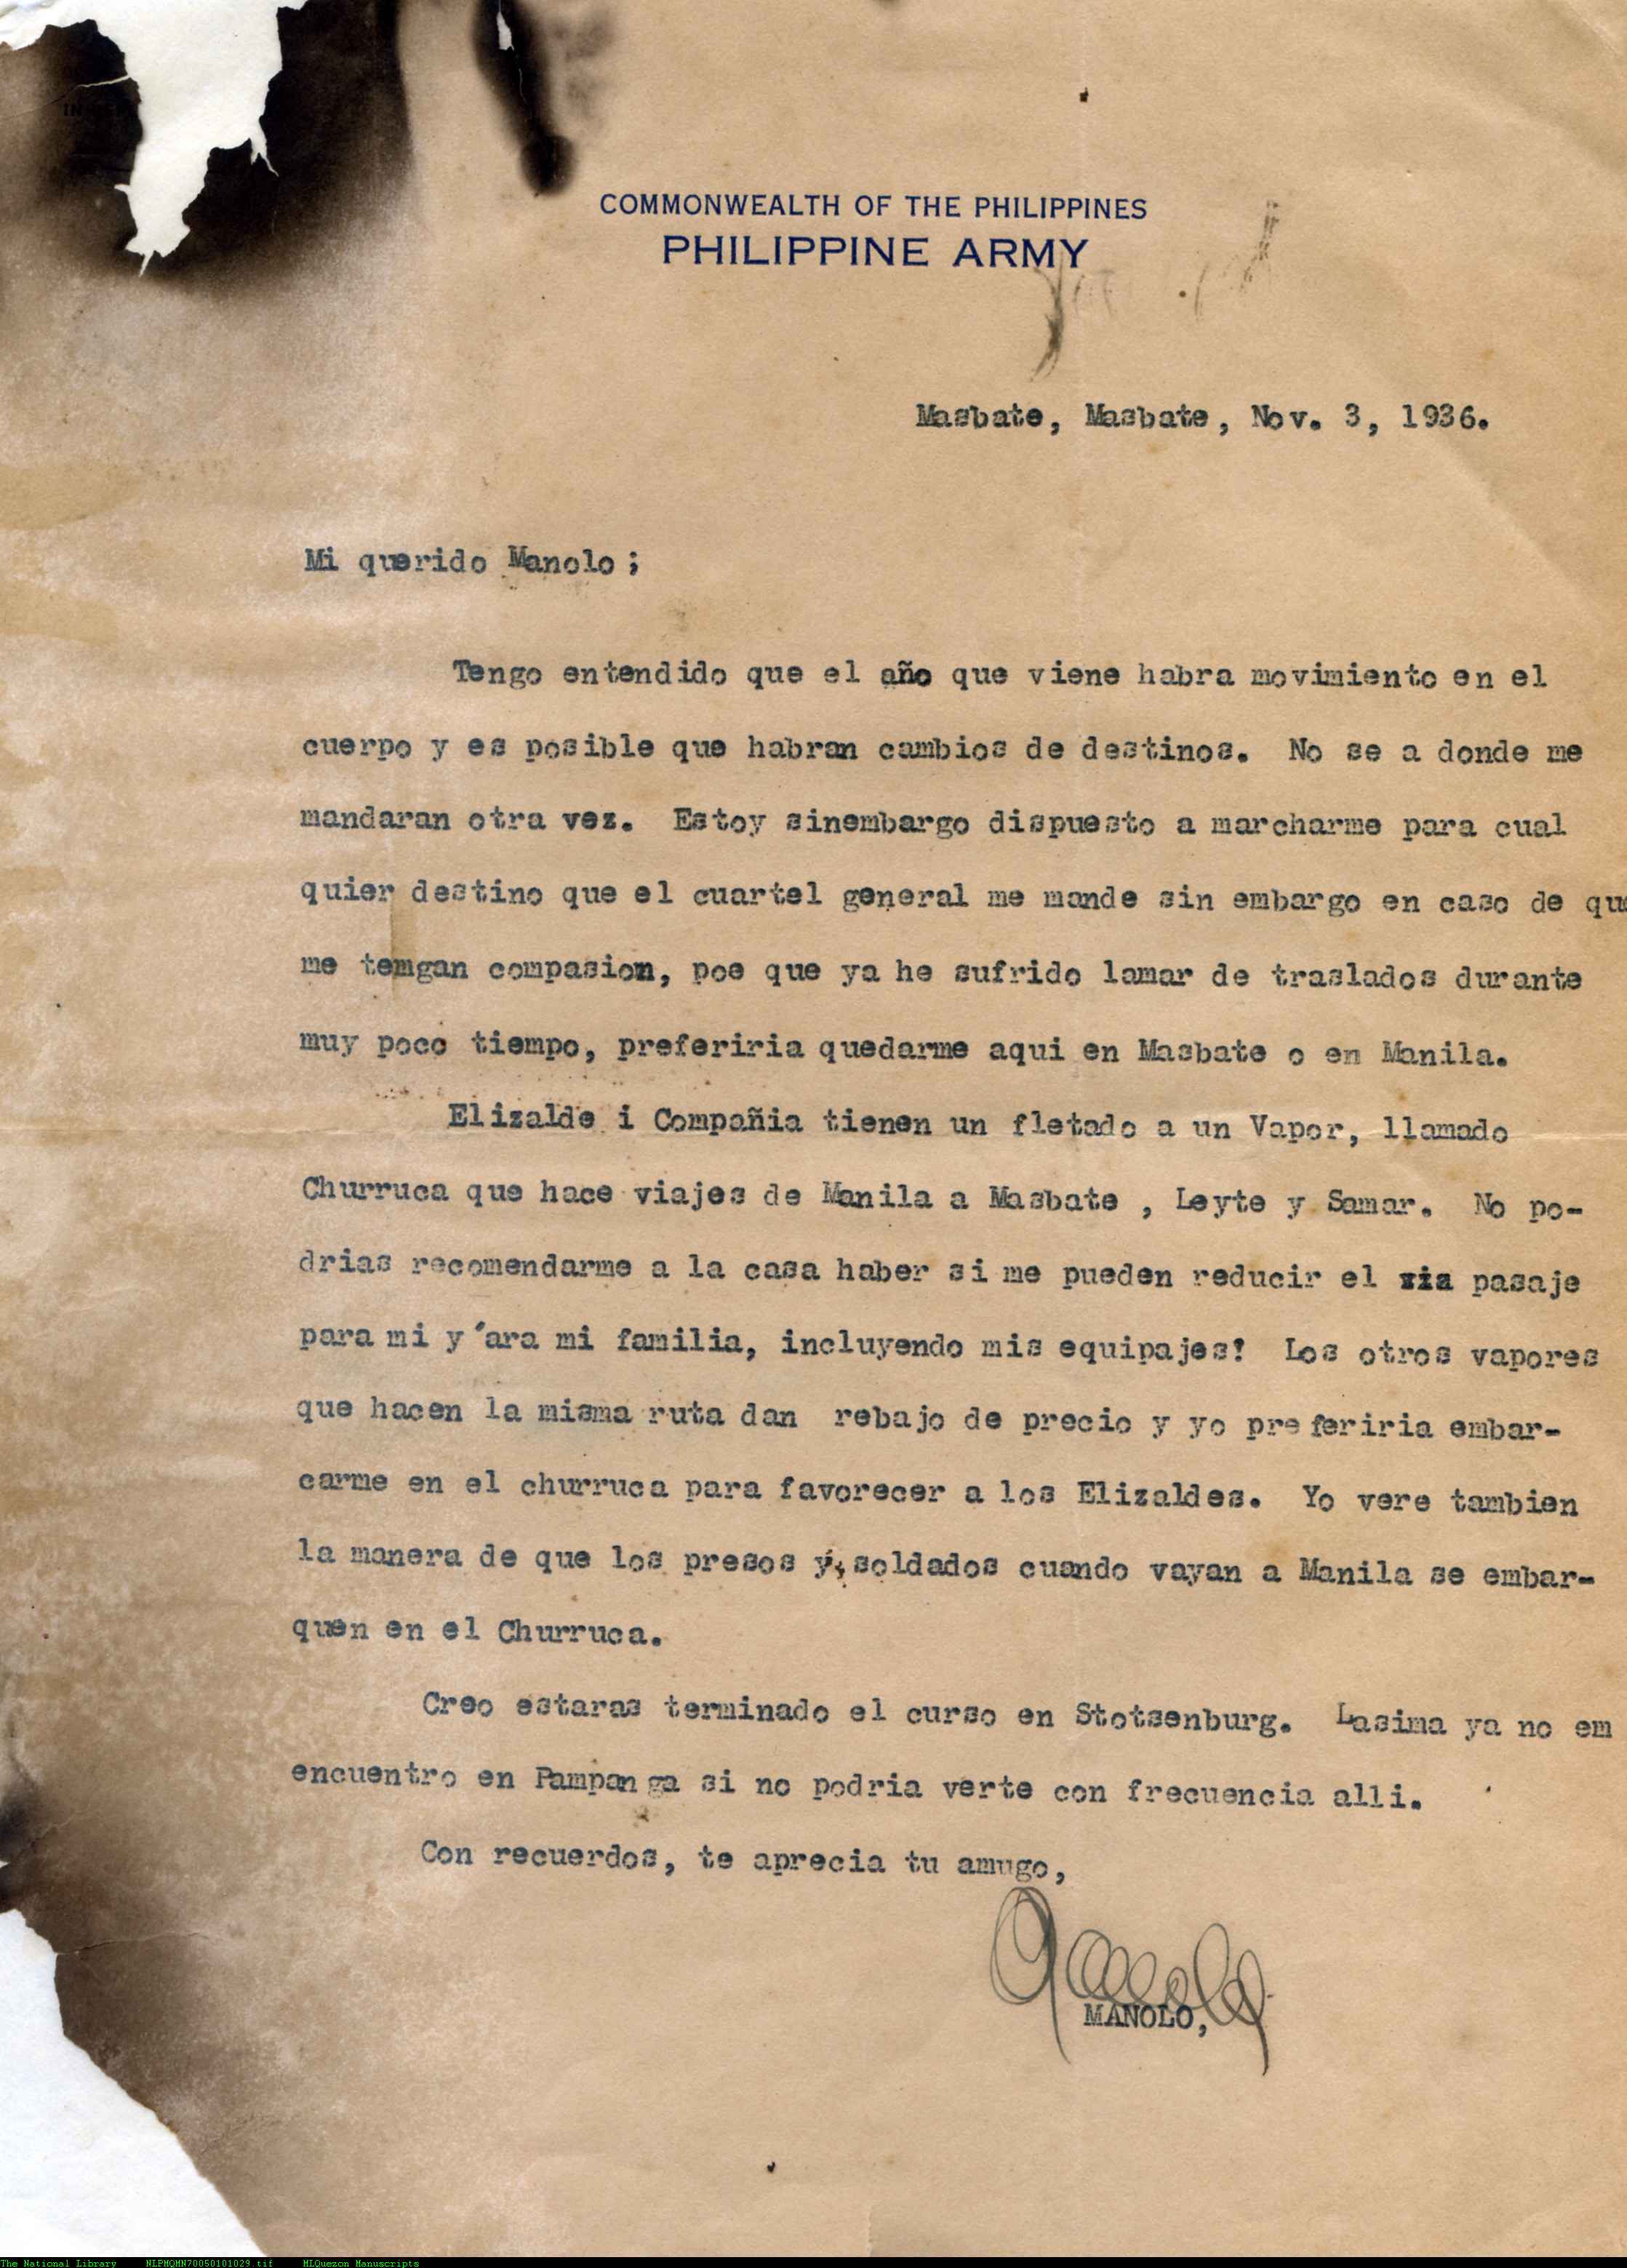 COMMONWEALTH OF THE PHILIPPINES
PHILIPPINE ARMY
Masbate, Masbate, Nov. 3, 1936.
Mi querido Manolo;
Tengo entendido que el año que viene habra movimiento en el
cuerpo y es posible que habran cambios de destinos. No se a donde me
mandaran otra vez. Estoy sinembargo dispuesto a marcharme para cual
quier destino que el cuartel general me mande sin embargo en caso de que
me temgan compasion, poe que ya he sufrido lamar de traslados durante
muy poco tiempo, preferiria quedarme aqui en Masbate o en Manila.
Elizalde i Compañia tienen un fletado a un Vapor, llamado
Churruca que hace viajes de Manila a Masbate , Leyte y Samar. No po-
drias recomendarme a la casa haber si me pueden reducir el pasaje
para mi y ´ara mi familia, incluyendo mis equipajes! Los otros vapores
que hacen la misma ruta dan rebajo de precio y yo preferiria embar-
carme en el churruca para favorecer a los Elizaldes. Yo vere tambien
la manera de que los presos y soldados cuando vayan a Manila se embar-
quen en el Churruca.
Creo estaras terminado el curso en Stotsenburg. Lasima ya no em
encuentro en Pampanga si no podria verte con frecuencia alli.
Con recuerdos, te aprecia tu amugo,
MANOLO,
The National Library NLPMQMN70050101029.tif MLQuezon Manuscripts